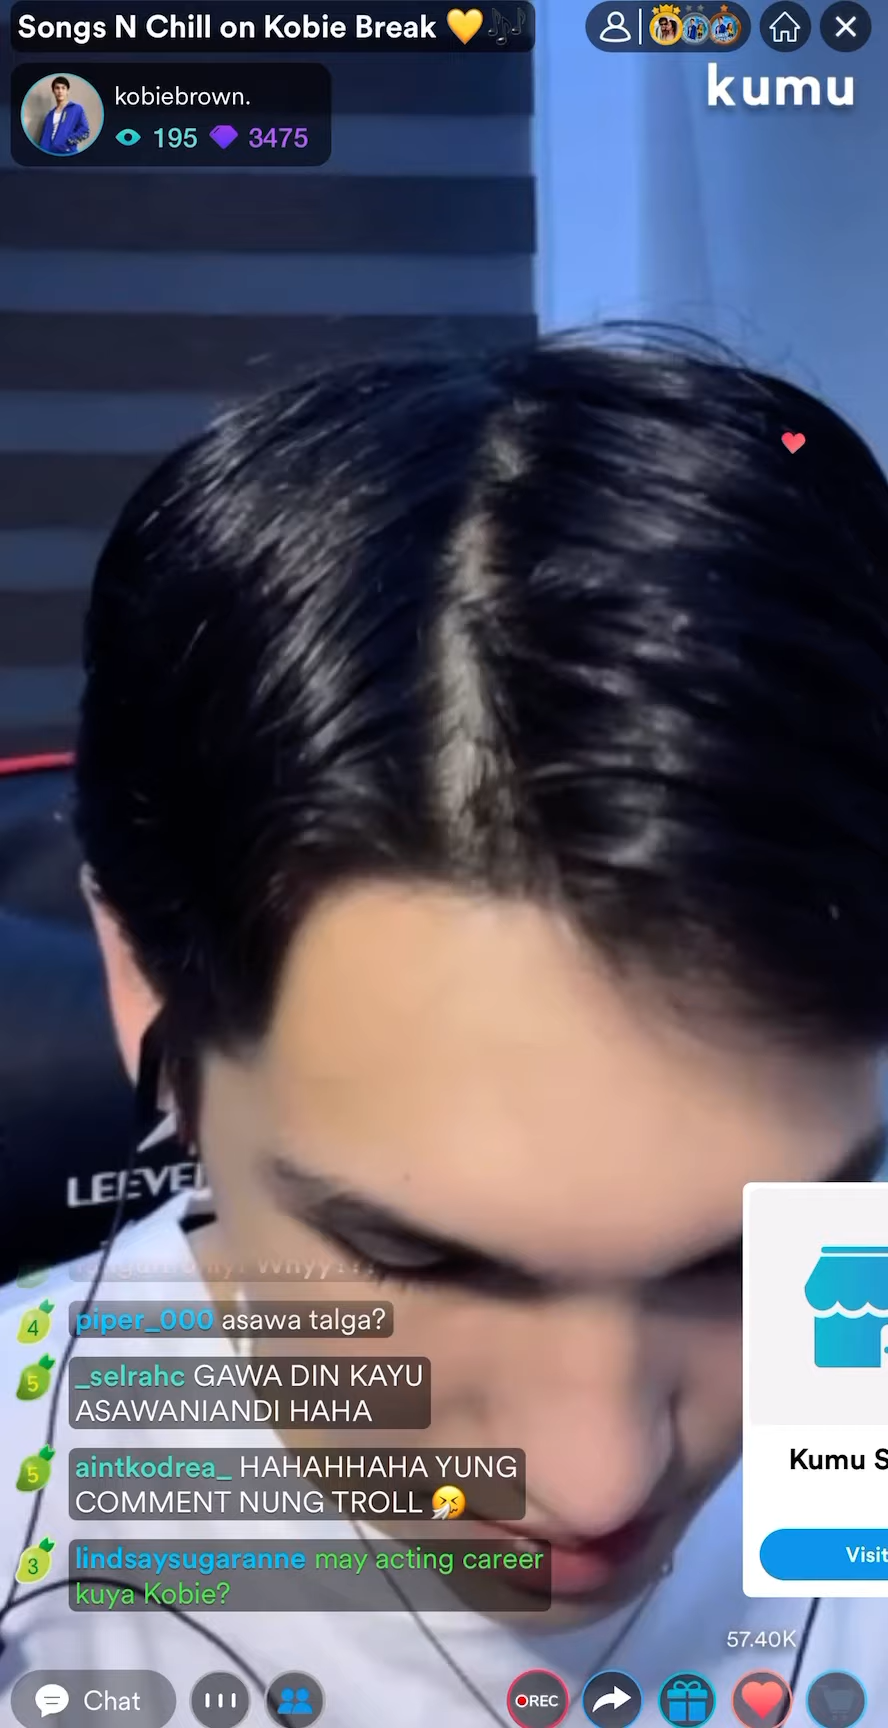 Songs N Chill on Kobie Break 💛🎶
kobiebrown.
195 3475
kumu
Whyy???
4 piper_000 asawa talga?
5 _selrahc GAWA DIN KAYU
ASAWANIANDI HAHA
5 aintkodrea_ HAHAHHAHA YUNG
COMMENT NUNG TROLL 🤧
3 lindsaysugaranne may acting career
kuya Kobie?
LEEVE
Kumu S
Visit
57.40K
Chat
REC